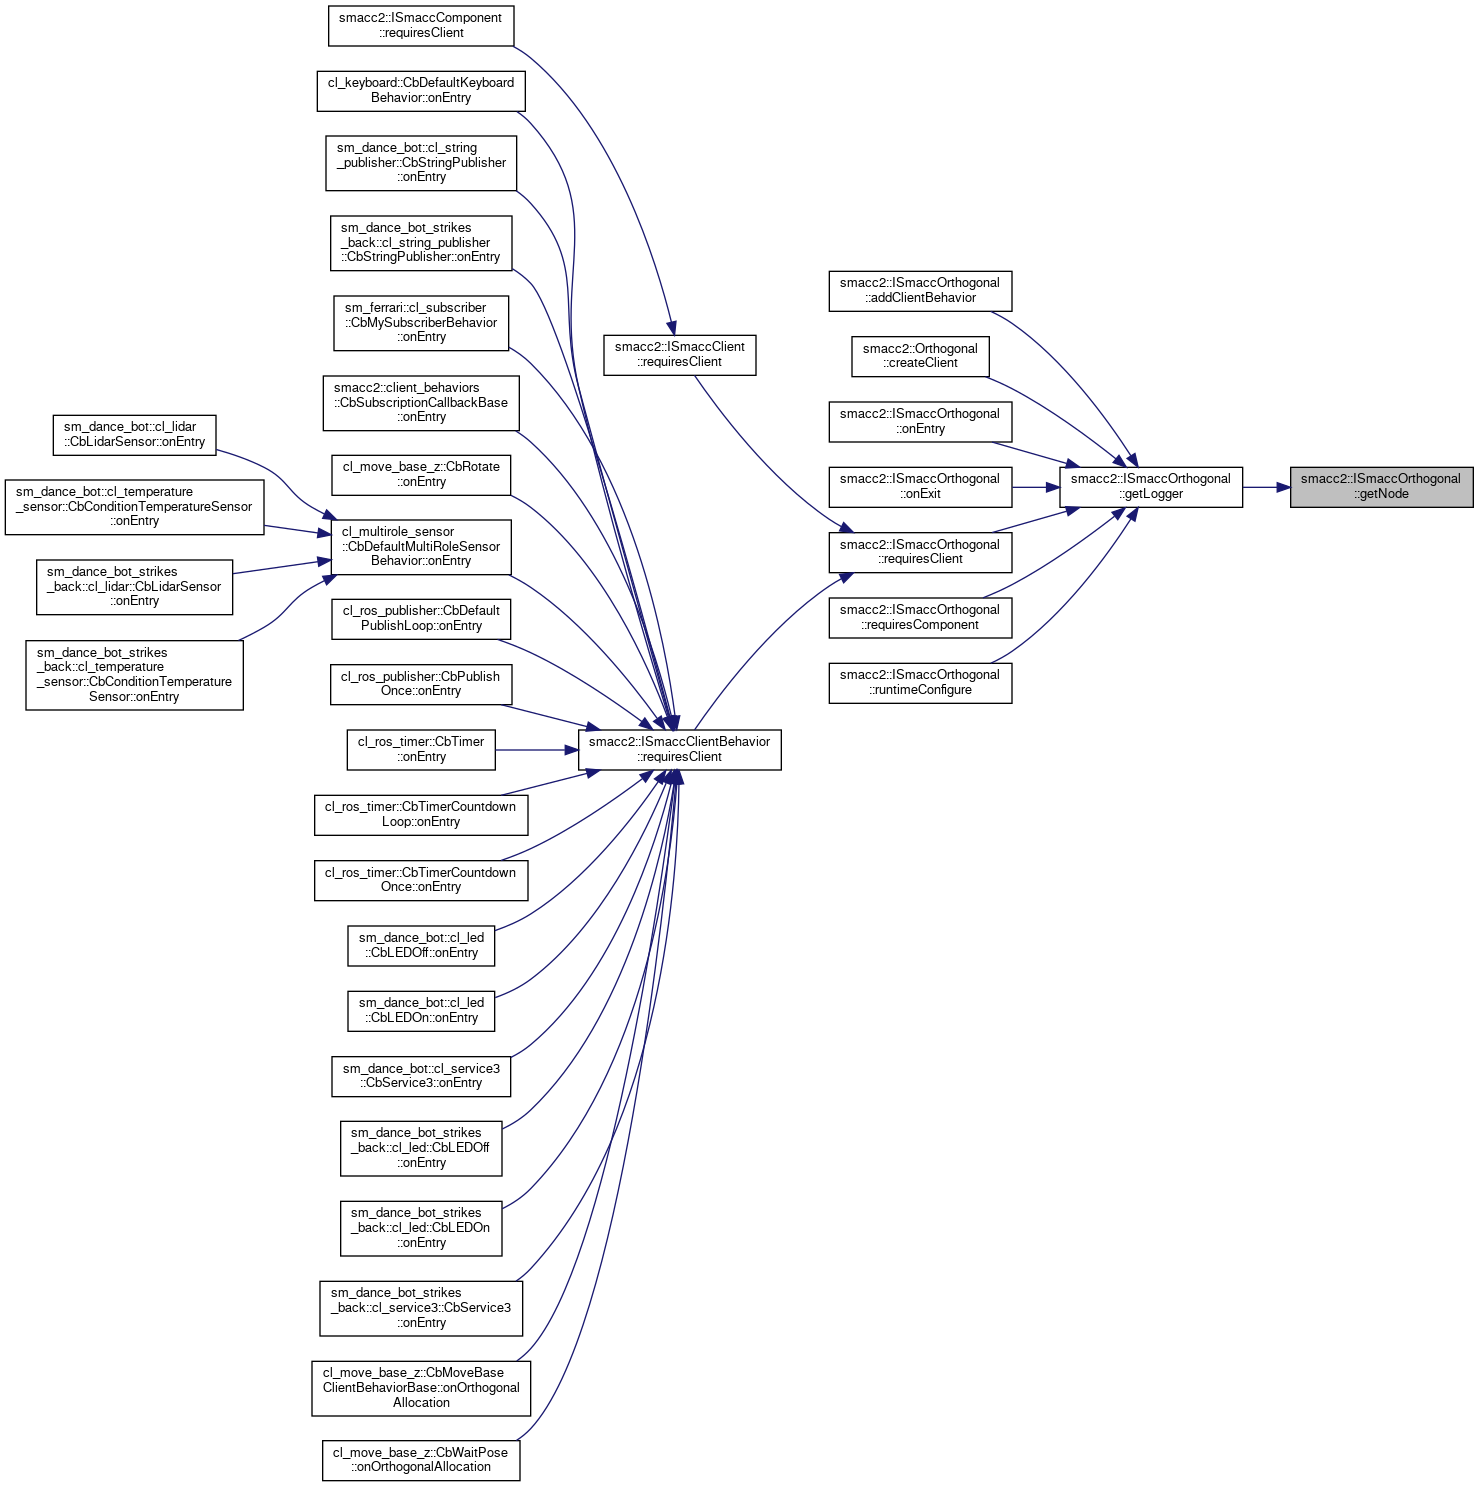 smacc2::ISmaccComponent
::requiresClient
cl_keyboard::CbDefaultKeyboard
Behavior::onEntry
sm_dance_bot::cl_string
_publisher::CbStringPublisher
::onEntry
sm_dance_bot_strikes
_back::cl_string_publisher
::CbStringPublisher::onEntry
sm_ferrari::cl_subscriber
::CbMySubscriberBehavior
::onEntry
smacc2::client_behaviors
::CbSubscriptionCallbackBase
::onEntry
cl_move_base_z::CbRotate
::onEntry
cl_multirole_sensor
::CbDefaultMultiRoleSensor
Behavior::onEntry
sm_dance_bot::cl_lidar
::CbLidarSensor::onEntry
sm_dance_bot::cl_temperature
_sensor::CbConditionTemperatureSensor
::onEntry
sm_dance_bot_strikes
_back::cl_lidar::CbLidarSensor
::onEntry
sm_dance_bot_strikes
_back::cl_temperature
_sensor::CbConditionTemperature
Sensor::onEntry
cl_ros_publisher::CbDefault
PublishLoop::onEntry
cl_ros_publisher::CbPublish
Once::onEntry
cl_ros_timer::CbTimer
::onEntry
cl_ros_timer::CbTimerCountdown
Loop::onEntry
cl_ros_timer::CbTimerCountdown
Once::onEntry
sm_dance_bot::cl_led
::CbLEDOff::onEntry
sm_dance_bot::cl_led
::CbLEDOn::onEntry
sm_dance_bot::cl_service3
::CbService3::onEntry
sm_dance_bot_strikes
_back::cl_led::CbLEDOff
::onEntry
sm_dance_bot_strikes
_back::cl_led::CbLEDOn
::onEntry
sm_dance_bot_strikes
_back::cl_service3::CbService3
::onEntry
cl_move_base_z::CbMoveBase
ClientBehaviorBase::onOrthogonal
Allocation
cl_move_base_z::CbWaitPose
::onOrthogonalAllocation
smacc2::ISmaccClient
::requiresClient
smacc2::ISmaccClientBehavior
::requiresClient
smacc2::ISmaccOrthogonal
::addClientBehavior
smacc2::Orthogonal
::createClient
smacc2::ISmaccOrthogonal
::onEntry
smacc2::ISmaccOrthogonal
::onExit
smacc2::ISmaccOrthogonal
::requiresClient
smacc2::ISmaccOrthogonal
::requiresComponent
smacc2::ISmaccOrthogonal
::runtimeConfigure
smacc2::ISmaccOrthogonal
::getLogger
smacc2::ISmaccOrthogonal
::getNode